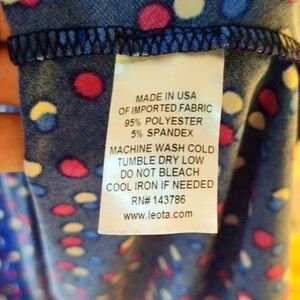 MADE IN USA
OF IMPORTED FABRIC
95% POLYESTER
5% SPANDEX
MACHINE WASH COLD
TUMBLE DRY LOW
DO NOT BLEACH
COOL IRON IF NEEDED
RN# 143786
www.leota.com